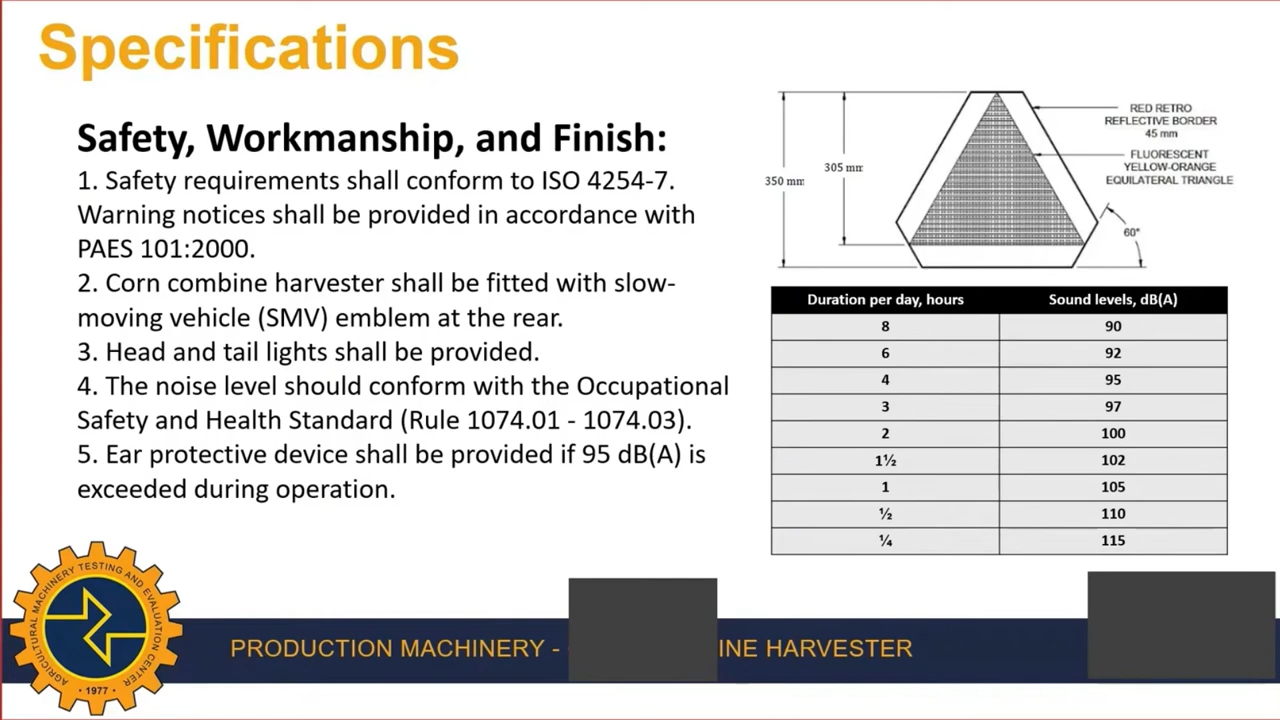 Specifications
Safety, Workmanship, and Finish:
1. Safety requirements shall conform to ISO 4254-7.
Warning notices shall be provided in accordance with
PAES 101:2000.
2. Corn combine harvester shall be fitted with slow-
moving vehicle (SMV) emblem at the rear.
3. Head and tail lights shall be provided.
4. The noise level should conform with the Occupational
Safety and Health Standard (Rule 1074.01 - 1074.03).
5. Ear protective device shall be provided if 95 dB(A) is
exceeded during operation.
350 mm
305 mm
RED RETRO
REFLECTIVE BORDER
45 mm
FLUORESCENT
YELLOW-ORANGE
EQUILATERAL TRIANGLE
60°
Duration per day, hours Sound levels, dB(A)
8 90
6 92
4 95
3 97
2 100
1½ 102
1 105
½ 110
¼ 115
AGRICULTURAL MACHINERY TESTING AND EVALUATION CENTER
· 1977 ·
PRODUCTION MACHINERY - INE HARVESTER